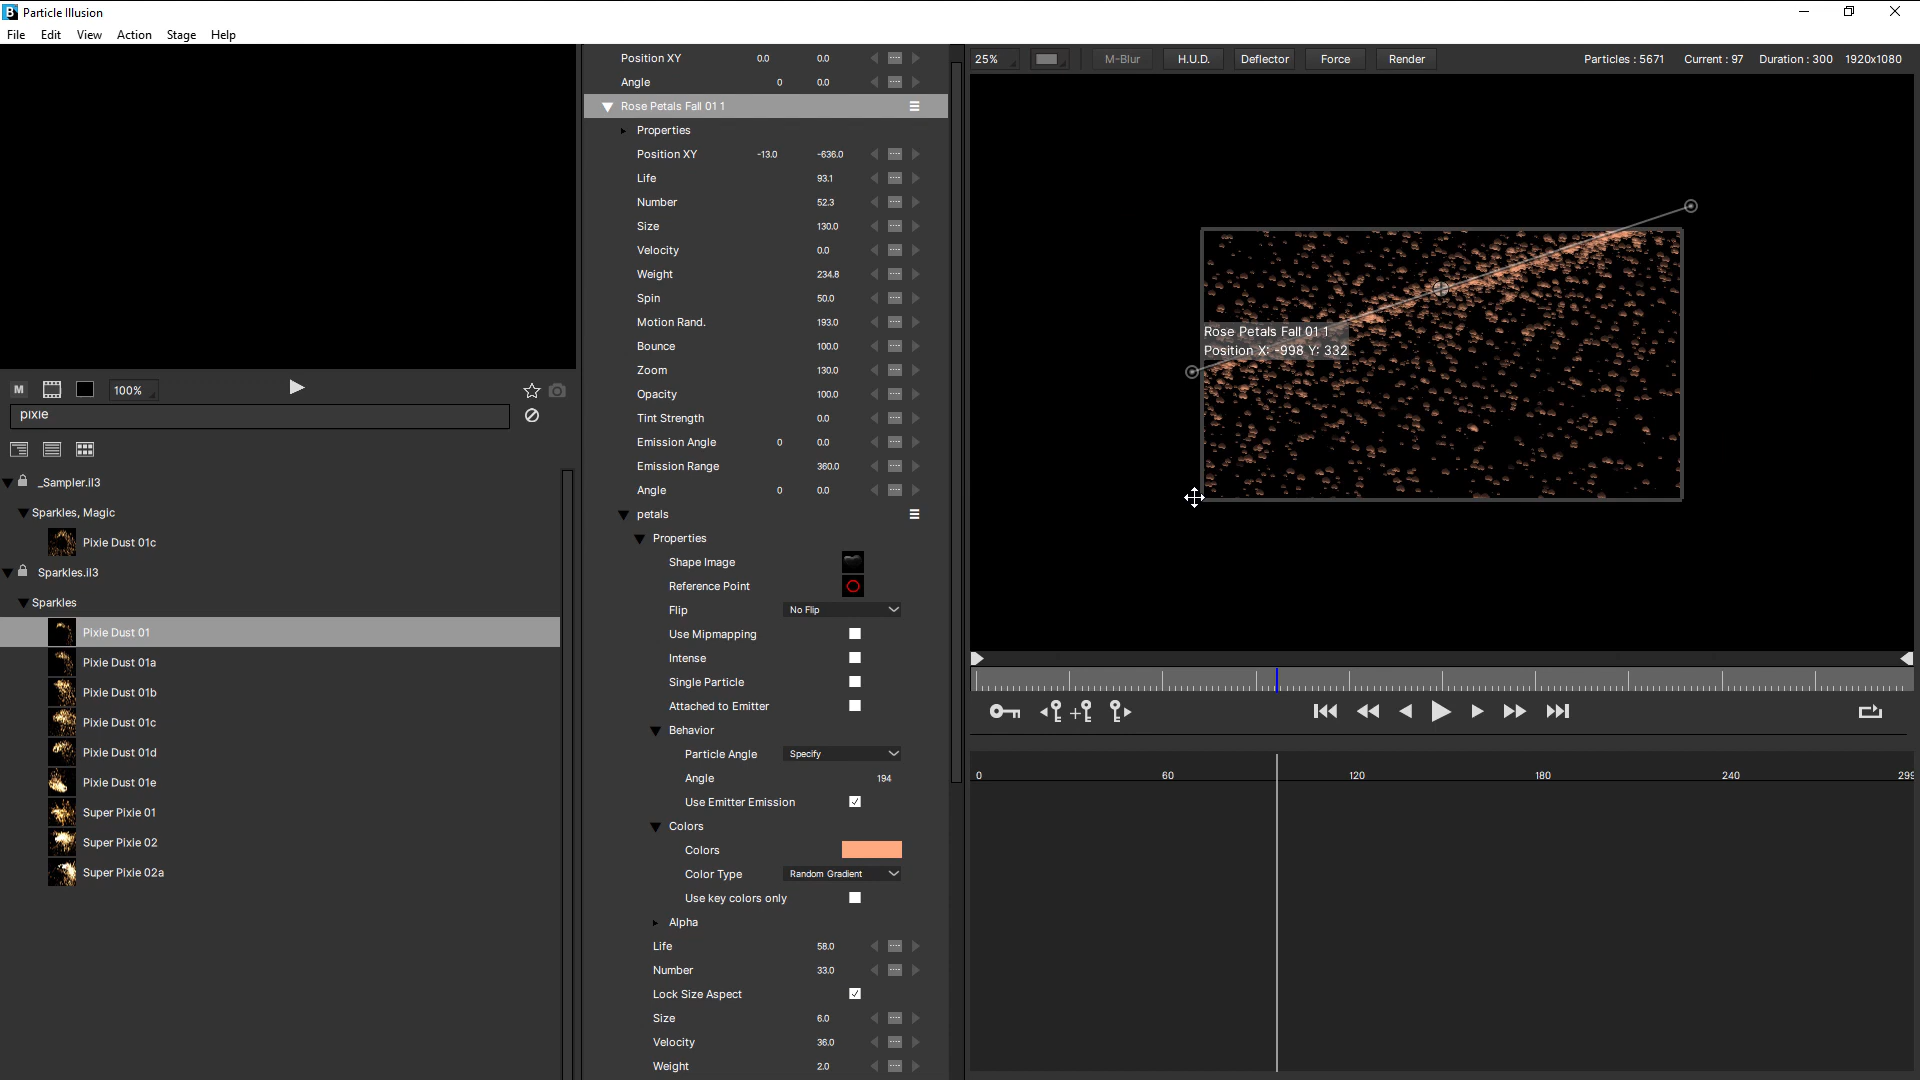 Particle Illusion
File Edit View Action Stage Help
M 100%
pixie
_Sampler.il3
Sparkles, Magic
Pixie Dust 01c
Sparkles.il3
Sparkles
Pixie Dust 01
Pixie Dust 01a
Pixie Dust 01b
Pixie Dust 01c
Pixie Dust 01d
Pixie Dust 01e
Super Pixie 01
Super Pixie 02
Super Pixie 02a
Position XY 0.0 0.0
Angle 0 0.0
Rose Petals Fall 01 1
Properties
Position XY -13.0 -636.0
Life 93.1
Number 52.3
Size 130.0
Velocity 0.0
Weight 234.8
Spin 50.0
Motion Rand. 193.0
Bounce 100.0
Zoom 130.0
Opacity 100.0
Tint Strength 0.0
Emission Angle 0 0.0
Emission Range 360.0
Angle 0 0.0
petals
Properties
Shape Image
Reference Point
Flip No Flip
Use Mipmapping
Intense
Single Particle
Attached to Emitter
Behavior
Particle Angle Specify
Angle 194
Use Emitter Emission
Colors
Colors
Color Type Random Gradient
Use key colors only
Alpha
Life 58.0
Number 33.0
Lock Size Aspect
Size 6.0
Velocity 36.0
Weight 2.0
25% M-Blur H.U.D. Deflector Force Render Particles : 5671 Current : 97 Duration : 300 1920x1080
Rose Petals Fall 01 1
Position X: -998 Y: 332
0 60 120 180 240 299